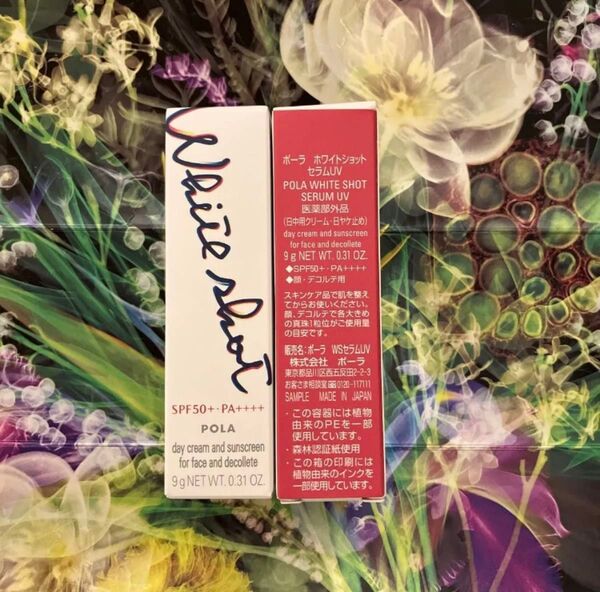 White shot
SPF50+・PA++++
POLA
day cream and sunscreen
for face and decollete
9 g NET WT. 0.31 OZ.
ポーラ ホワイトショット
セラムUV
POLA WHITE SHOT
SERUM UV
医薬部外品
(日中用クリーム・日ヤケ止め)
day cream and sunscreen
for face and decollete
9 g NET WT. 0.31 OZ.
◆SPF50+・PA++++
◆顔・デコルテ用
スキンケア品で肌を整え
てからお使いください。
顔、デコルテで各大きめ
の真珠1粒位がご使用量
の目安です。
販売名:ポーラ WSセラムUV
株式会社 ポーラ
東京都品川区西五反田2-2-3
お客さま相談室 0120-117111
SAMPLE MADE IN JAPAN
・この容器には植物
由来のPEを一部
使用しています。
・森林認証紙使用
・この箱の印刷には
植物由来のインクを
一部使用しています。